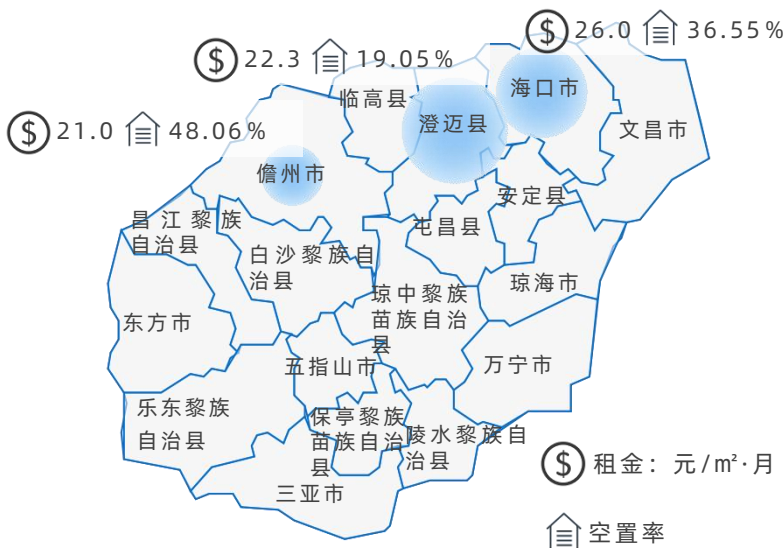 26.0 36.55%
22.3 19.05%
临高县
海口市
澄迈县
21.0 48.06%
文昌市
儋州市
安定县
昌江黎族
自治县
屯昌县
白沙黎族自
治县
琼海市
琼中黎族
苗族自治
县
东方市
五指山市
万宁市
乐东黎族
自治县
保亭黎族
苗族自治
县
陵水黎族自
治县
三亚市
$ 租金：元/㎡·月
空置率